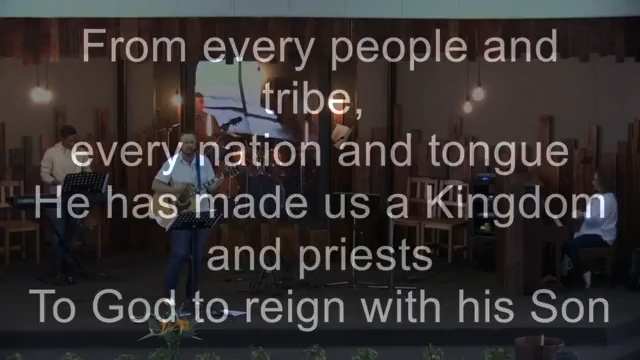 From every people and
tribe,
every nation and tongue
He has made us a Kingdom
and priests
To God to reign with his Son